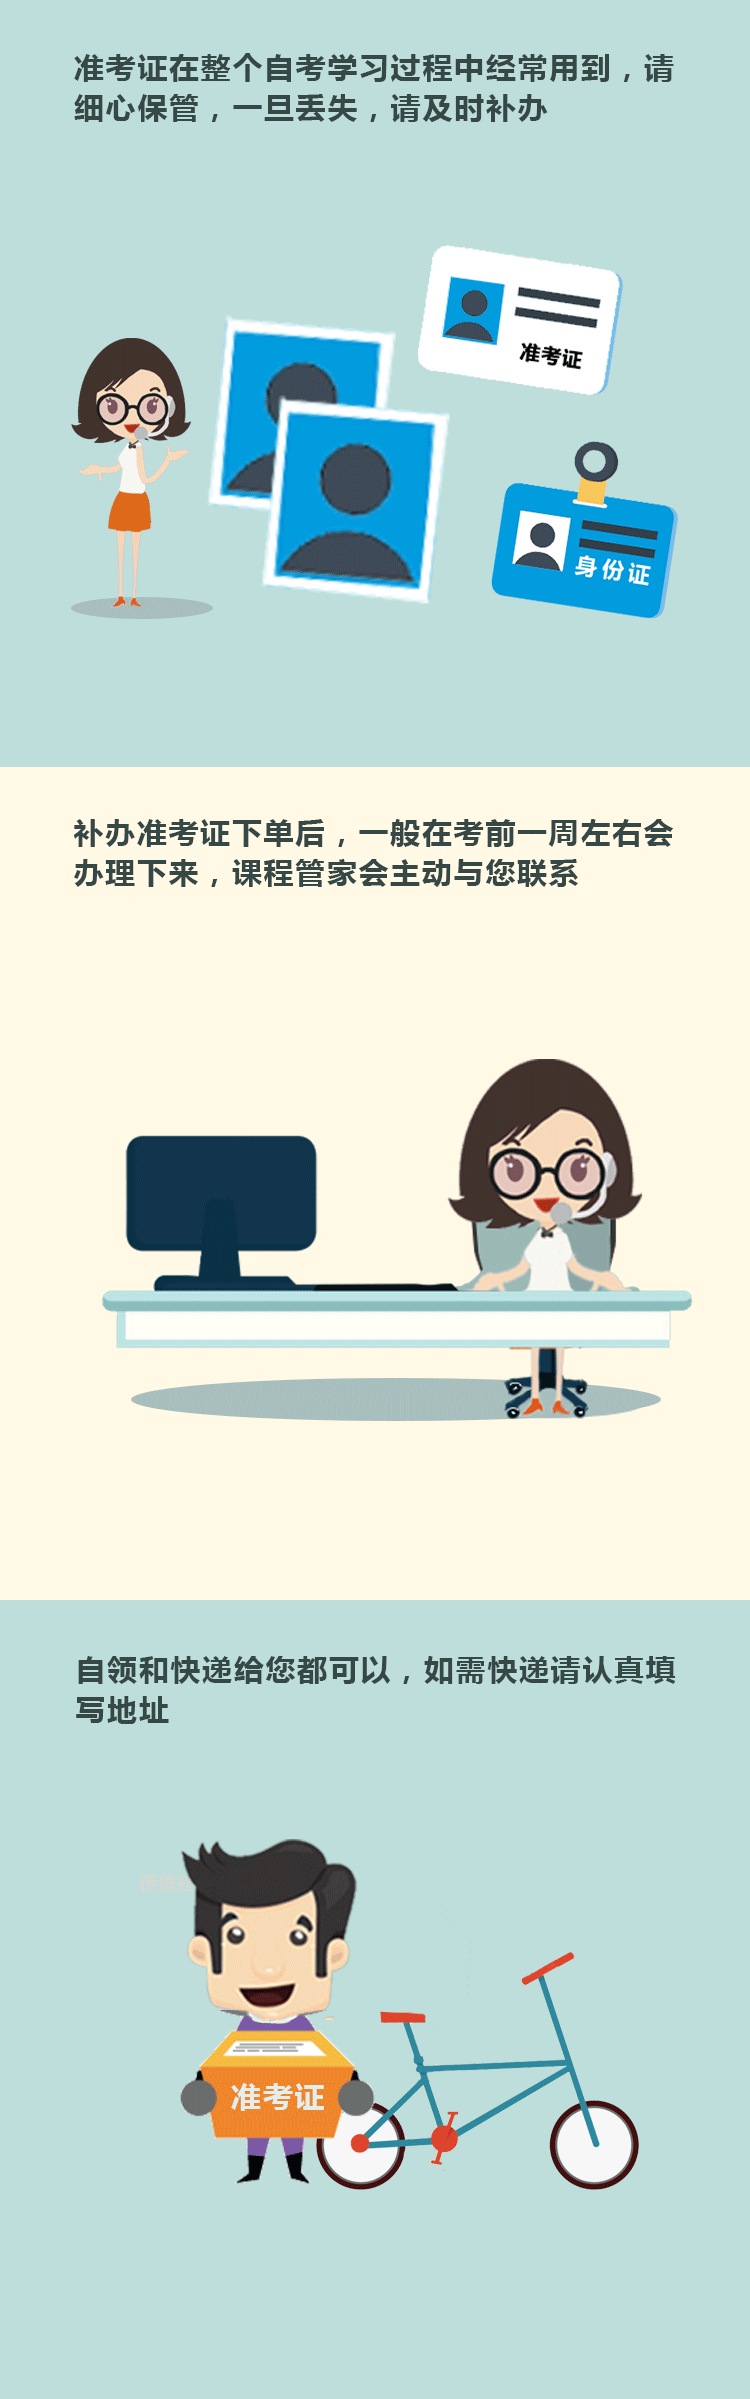 准考证在整个自考学习过程中经常用到，请
细心保管，一旦丢失，请及时补办
准考证
身份证
补办准考证下单后，一般在考前一周左右会
办理下来，课程管家会主动与您联系
自领和快递给您都可以，如需快递请认真填
写地址
准考证